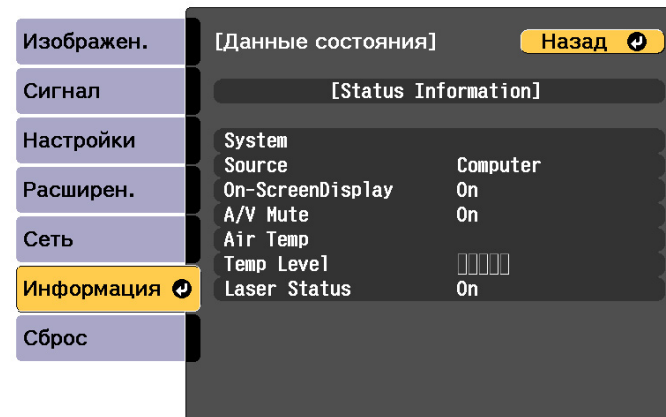 Изображен.
Сигнал
Настройки
Расширен.
Сеть
Информация
Сброс
[Данные состояния] Назад
[Status Information]
System
Source Computer
On-ScreenDisplay On
A/V Mute On
Air Temp
Temp Level
Laser Status On